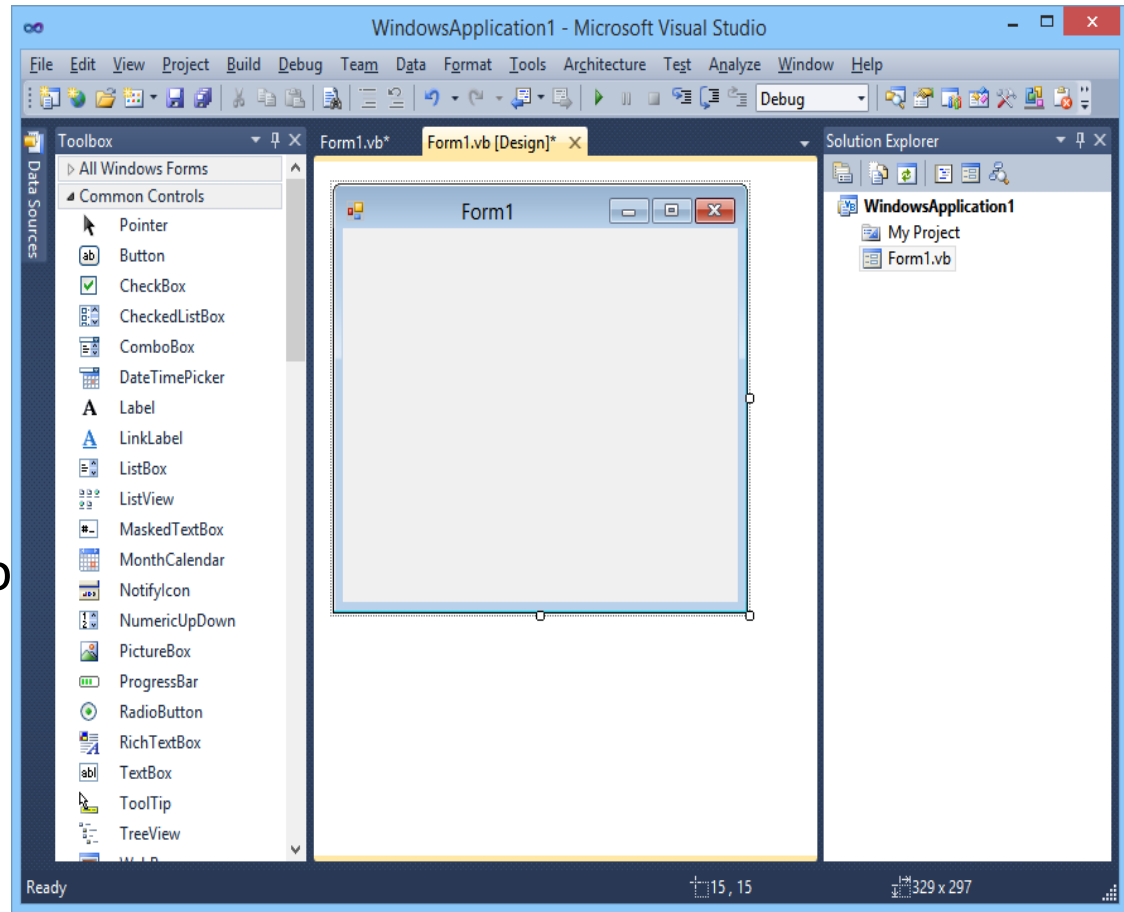 WindowsApplication1 - Microsoft Visual Studio
File Edit View Project Build Debug Team Data Format Tools Architecture Test Analyze Window Help
Debug
Data Sources
Toolbox
All Windows Forms
Common Controls
Pointer
Button
CheckBox
CheckedListBox
ComboBox
DateTimePicker
Label
LinkLabel
ListBox
ListView
MaskedTextBox
MonthCalendar
NotifyIcon
NumericUpDown
PictureBox
ProgressBar
RadioButton
RichTextBox
TextBox
ToolTip
TreeView
Form1.vb* Form1.vb [Design]*
Form1
Solution Explorer
WindowsApplication1
My Project
Form1.vb
Ready 15 , 15 329 x 297